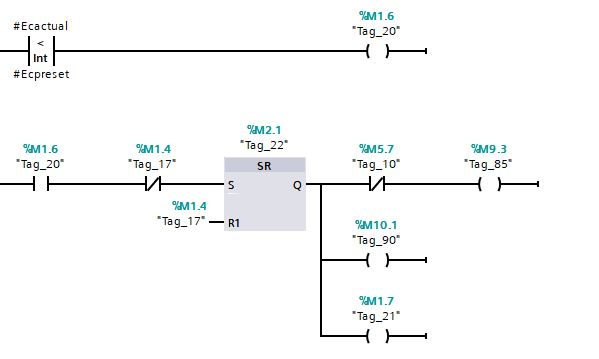 #Ecactual
<
Int
#Ecpreset
%M1.6
"Tag_20"
%M1.6
"Tag_20"
%M1.4
"Tag_17"
%M2.1
"Tag_22"
SR
S
Q
%M1.4
"Tag_17"
R1
%M5.7
"Tag_10"
%M9.3
"Tag_85"
%M10.1
"Tag_90"
%M1.7
"Tag_21"